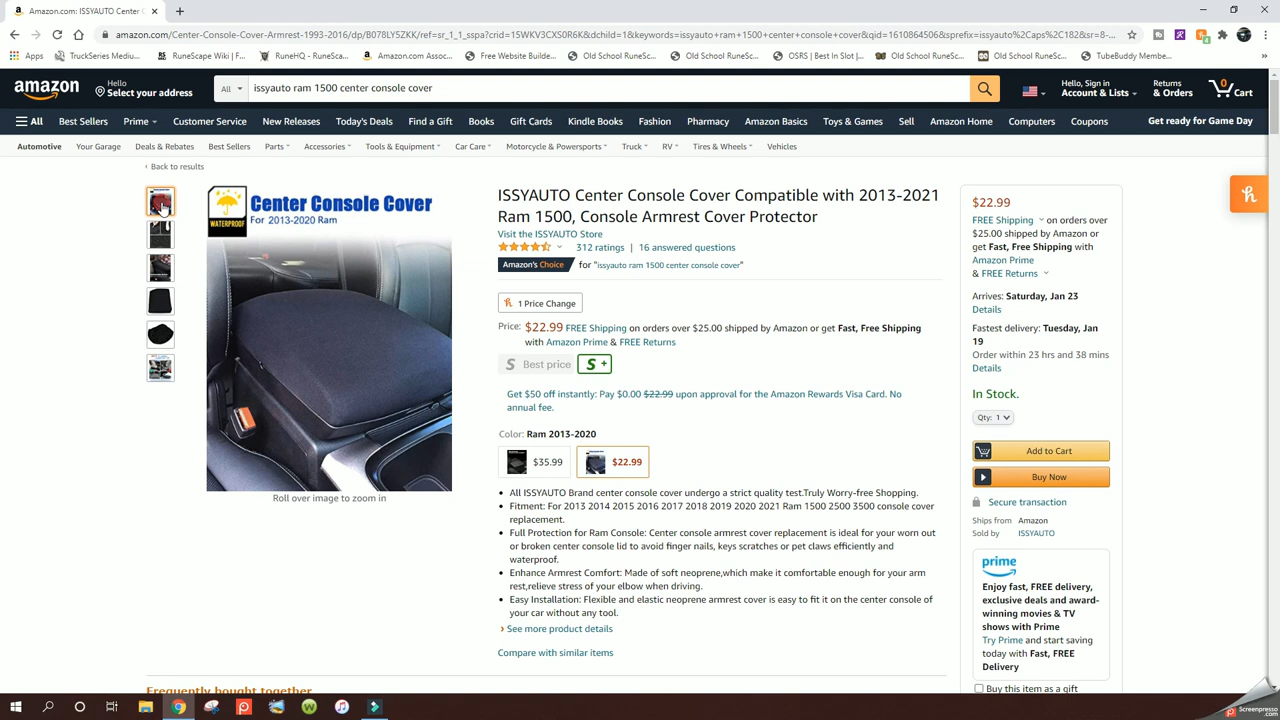 Amazon.com: ISSYAUTO Center C
amazon.com/Center-Console-Cover-Armrest-1993-2016/dp/B078LY5ZKK/ref=sr_1_1_sspa?crid=15WKV3CXS0R6K&dchild=1&keywords=issyauto+ram+1500+center+console+cover&qid=1610864506&sprefix=issyauto%2Caps%2C182&sr=8-...
Apps TruckSeries Mediu... RuneScape Wiki | F... RuneHQ - RuneSca... Amazon.com Assoc... Free Website Builde... Old School RuneSc... Old School RuneSc... OSRS | Best In Slot |... Old School RuneSc... Old School RuneSc... TubeBuddy Membe... »
amazon
Hello
Select your address
All
issyauto ram 1500 center console cover
Hello, Sign in
Account & Lists
Returns
& Orders
0
Cart
All Best Sellers Prime Customer Service New Releases Today's Deals Find a Gift Books Gift Cards Kindle Books Fashion Pharmacy Amazon Basics Toys & Games Sell Amazon Home Computers Coupons Get ready for Game Day
Automotive Your Garage Deals & Rebates Best Sellers Parts Accessories Tools & Equipment Car Care Motorcycle & Powersports Truck RV Tires & Wheels Vehicles
‹ Back to results
WATERPROOF
Center Console Cover
For 2013-2020 Ram
Roll over image to zoom in
ISSYAUTO Center Console Cover Compatible with 2013-2021
Ram 1500, Console Armrest Cover Protector
Visit the ISSYAUTO Store
312 ratings | 16 answered questions
Amazon's Choice for "issyauto ram 1500 center console cover"
1 Price Change
Price: $22.99 FREE Shipping on orders over $25.00 shipped by Amazon or get Fast, Free Shipping
with Amazon Prime & FREE Returns
S Best price S +
Get $50 off instantly: Pay $0.00 $22.99 upon approval for the Amazon Rewards Visa Card. No
annual fee.
Color: Ram 2013-2020
$35.99 $22.99
• All ISSYAUTO Brand center console cover undergo a strict quality test.Truly Worry-free Shopping.
• Fitment: For 2013 2014 2015 2016 2017 2018 2019 2020 2021 Ram 1500 2500 3500 console cover
replacement.
• Full Protection for Ram Console: Center console armrest cover replacement is ideal for your worn out
or broken center console lid to avoid finger nails, keys scratches or pet claws efficiently and
waterproof.
• Enhance Armrest Comfort: Made of soft neoprene,which make it comfortable enough for your arm
rest,relieve stress of your elbow when driving.
• Easy Installation: Flexible and elastic neoprene armrest cover is easy to fit it on the center console of
your car without any tool.
› See more product details
Compare with similar items
Frequently bought together
$22.99
FREE Shipping on orders over
$25.00 shipped by Amazon or
get Fast, Free Shipping with
Amazon Prime
& FREE Returns
Arrives: Saturday, Jan 23
Details
Fastest delivery: Tuesday, Jan
19
Order within 23 hrs and 38 mins
Details
In Stock.
Qty: 1
Add to Cart
Buy Now
Secure transaction
Ships from Amazon
Sold by ISSYAUTO
prime
Enjoy fast, FREE delivery,
exclusive deals and award-
winning movies & TV
shows with Prime
Try Prime and start saving
today with Fast, FREE
Delivery
Buy this item as a gift
Screenpresso
.com